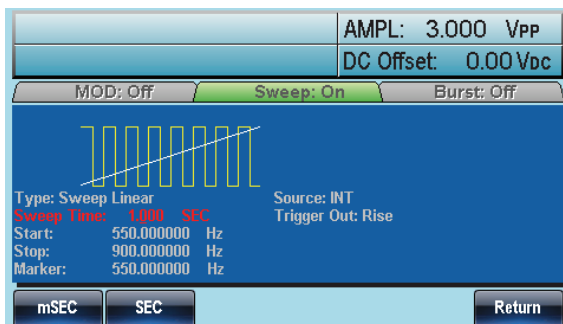 AMPL: 3.000 VPP
DC Offset: 0.00 VDC
MOD: Off Sweep: On Burst: Off
Type: Sweep Linear Source: INT
Sweep Time: 1.000 SEC Trigger Out: Rise
Start: 550.000000 Hz
Stop: 900.000000 Hz
Marker: 550.000000 Hz
mSEC SEC Return